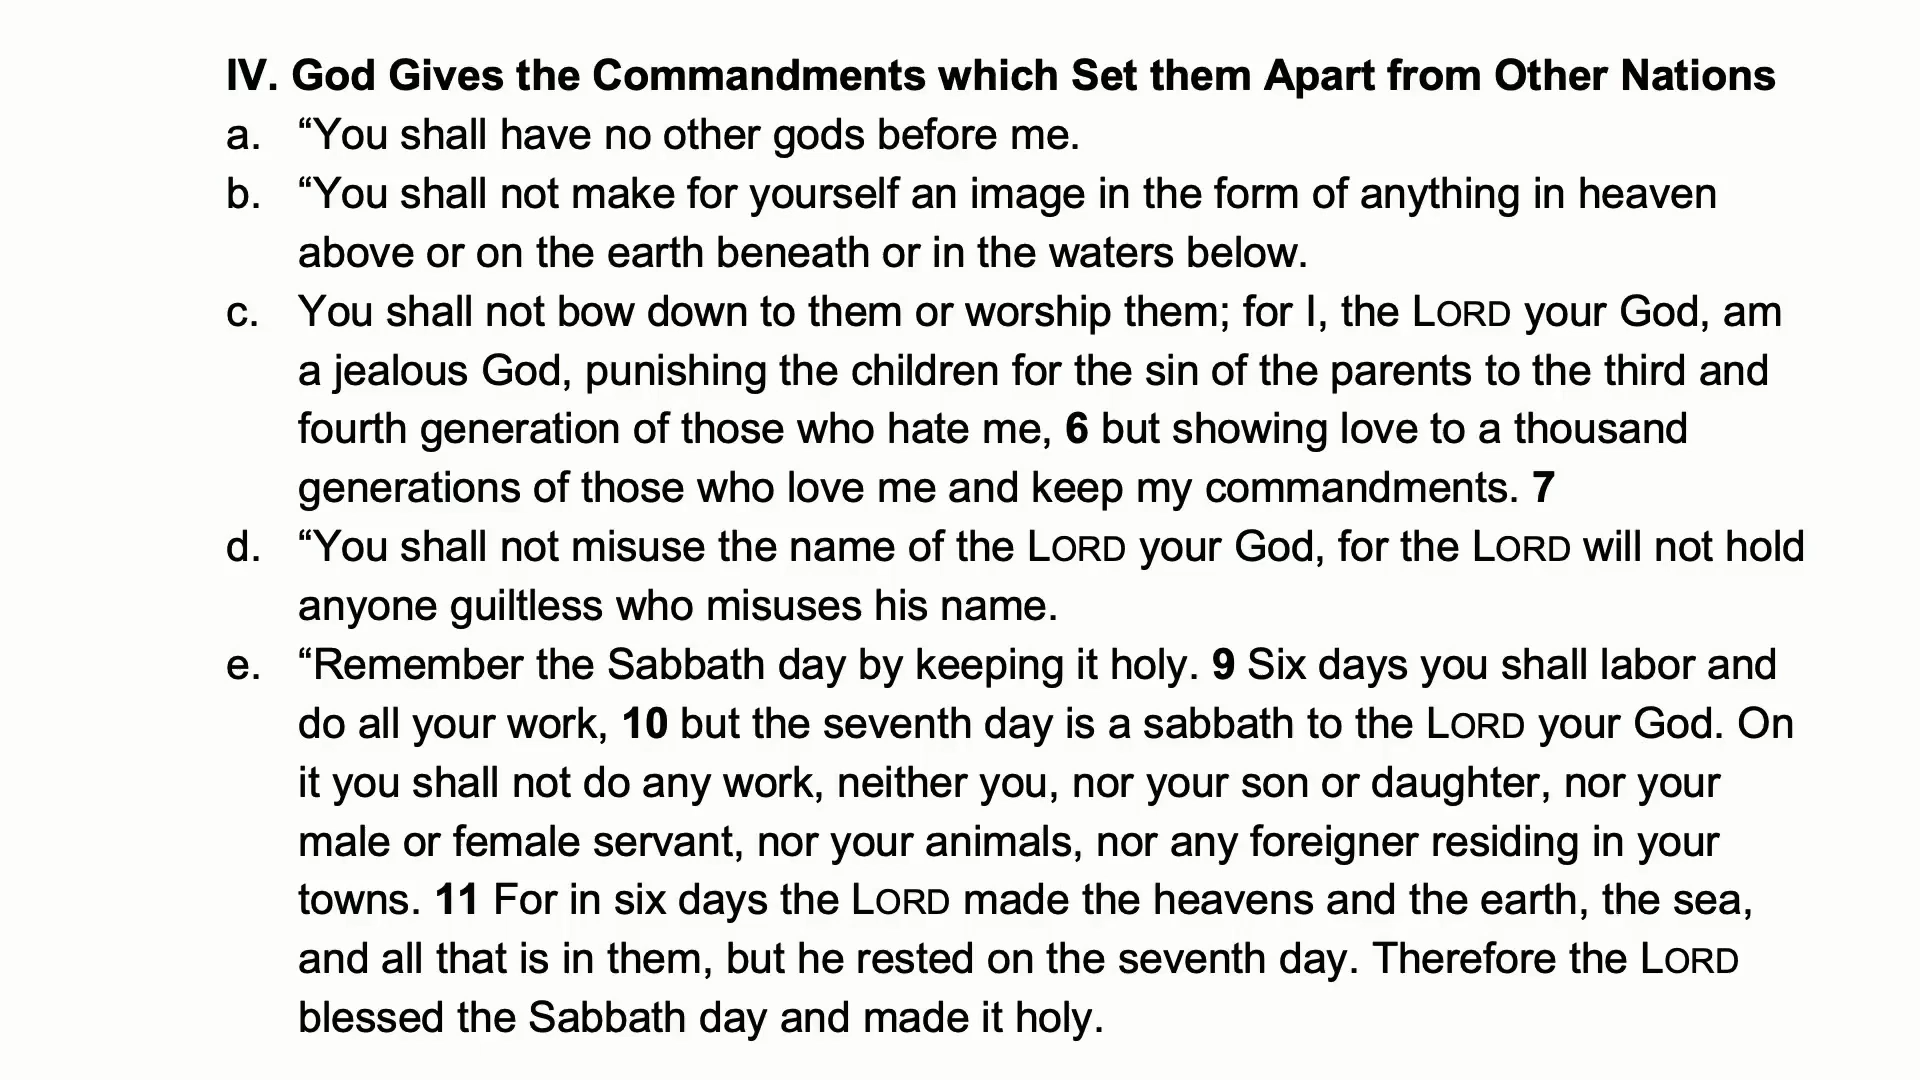 IV. God Gives the Commandments which Set them Apart from Other Nations
a. “You shall have no other gods before me.
b. “You shall not make for yourself an image in the form of anything in heaven
above or on the earth beneath or in the waters below.
c. You shall not bow down to them or worship them; for I, the LORD your God, am
a jealous God, punishing the children for the sin of the parents to the third and
fourth generation of those who hate me, 6 but showing love to a thousand
generations of those who love me and keep my commandments. 7
d. “You shall not misuse the name of the LORD your God, for the LORD will not hold
anyone guiltless who misuses his name.
e. “Remember the Sabbath day by keeping it holy. 9 Six days you shall labor and
do all your work, 10 but the seventh day is a sabbath to the LORD your God. On
it you shall not do any work, neither you, nor your son or daughter, nor your
male or female servant, nor your animals, nor any foreigner residing in your
towns. 11 For in six days the LORD made the heavens and the earth, the sea,
and all that is in them, but he rested on the seventh day. Therefore the LORD
blessed the Sabbath day and made it holy.